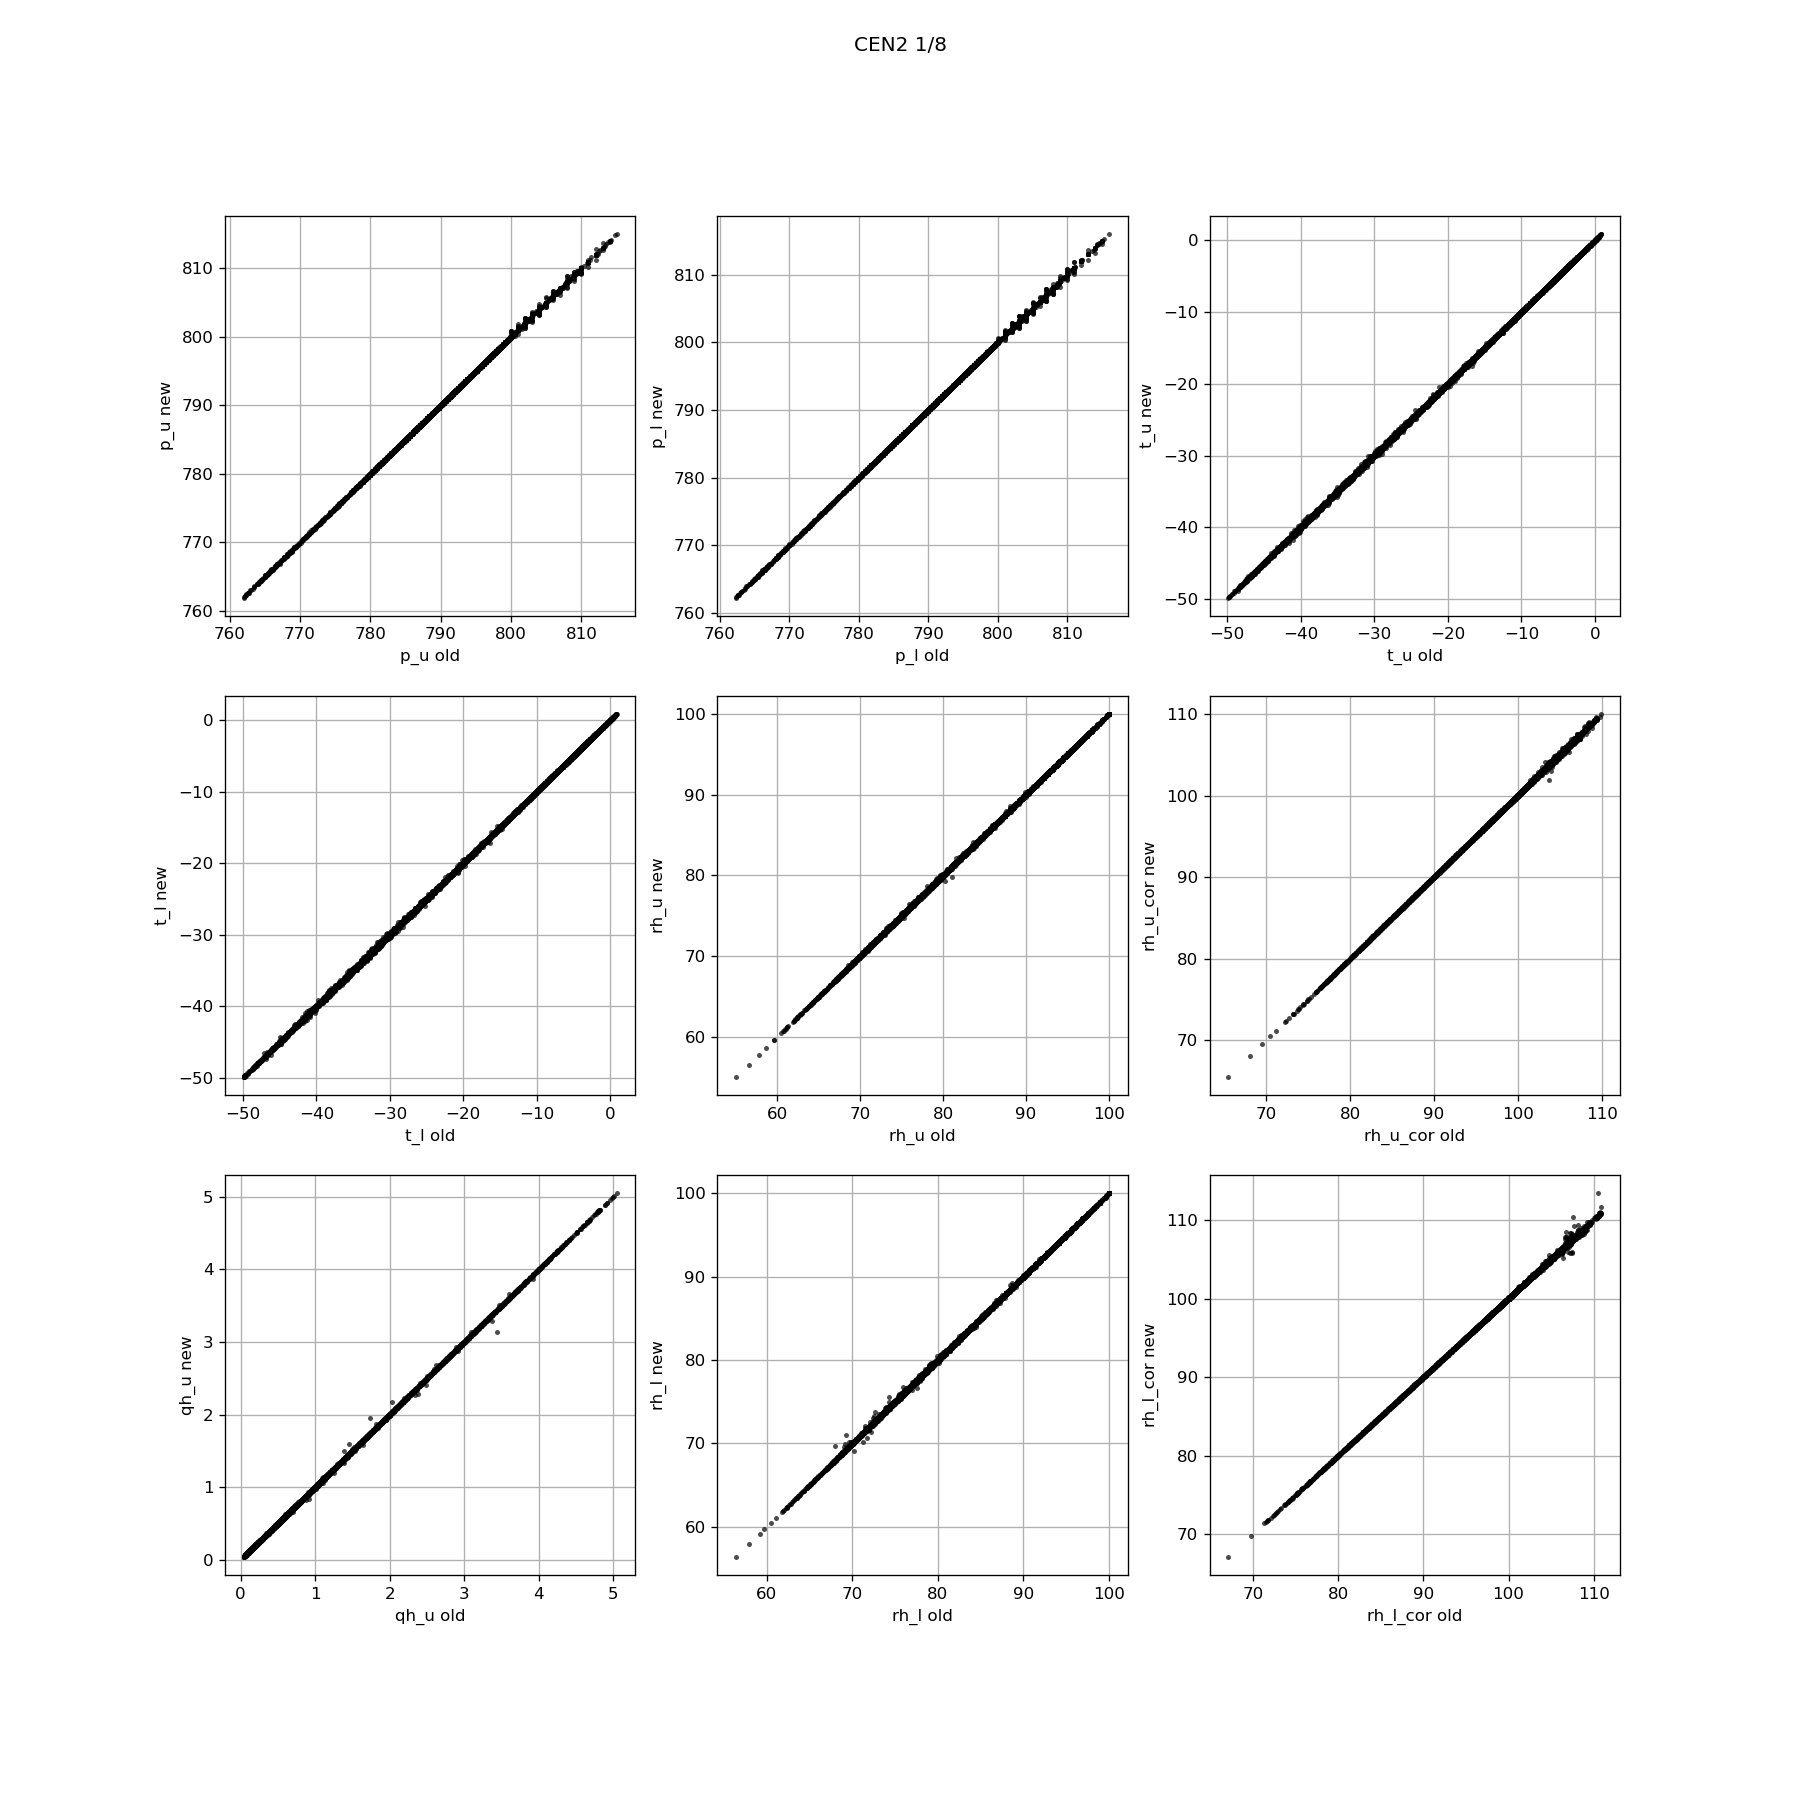 CEN2 1/8
810
800
790
780
770
760
p_u new
760 770 780 790 800 810
p_u old
810
800
790
780
770
760
p_l new
760 770 780 790 800 810
p_l old
0
−10
−20
−30
−40
−50
t_u new
−50 −40 −30 −20 −10 0
t_u old
0
−10
−20
−30
−40
−50
t_l new
−50 −40 −30 −20 −10 0
t_l old
100
90
80
70
60
rh_u new
60 70 80 90 100
rh_u old
110
100
90
80
70
rh_u_cor new
70 80 90 100 110
rh_u_cor old
5
4
3
2
1
0
qh_u new
0 1 2 3 4 5
qh_u old
100
90
80
70
60
rh_l new
60 70 80 90 100
rh_l old
110
100
90
80
70
rh_l_cor new
70 80 90 100 110
rh_l_cor old